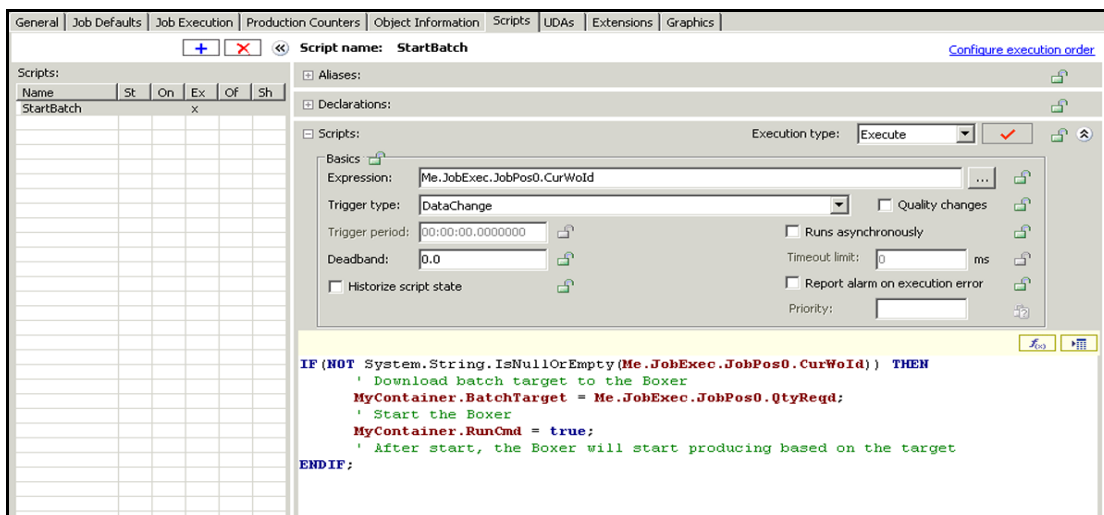 General Job Defaults Job Execution Production Counters Object Information Scripts UDAs Extensions Graphics
Script name: StartBatch
Configure execution order
Scripts:
Name St On Ex Of Sh
StartBatch x
Aliases:
Declarations:
Scripts:
Execution type: Execute
Basics
Expression: Me.JobExec.JobPos0.CurWoId ...
Trigger type: DataChange Quality changes
Trigger period: 00:00:00.0000000 Runs asynchronously
Deadband: 0.0 Timeout limit: 0 ms
Historize script state Report alarm on execution error
Priority:
IF(NOT System.String.IsNullOrEmpty(Me.JobExec.JobPos0.CurWoId)) THEN
' Download batch target to the Boxer
MyContainer.BatchTarget = Me.JobExec.JobPos0.QtyReqd;
' Start the Boxer
MyContainer.RunCmd = true;
' After start, the Boxer will start producing based on the target
ENDIF;